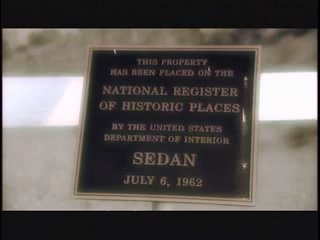 THIS PROPERTY
HAS BEEN PLACED ON THE
NATIONAL REGISTER
OF HISTORIC PLACES
BY THE UNITED STATES
DEPARTMENT OF INTERIOR
SEDAN
JULY 6, 1962